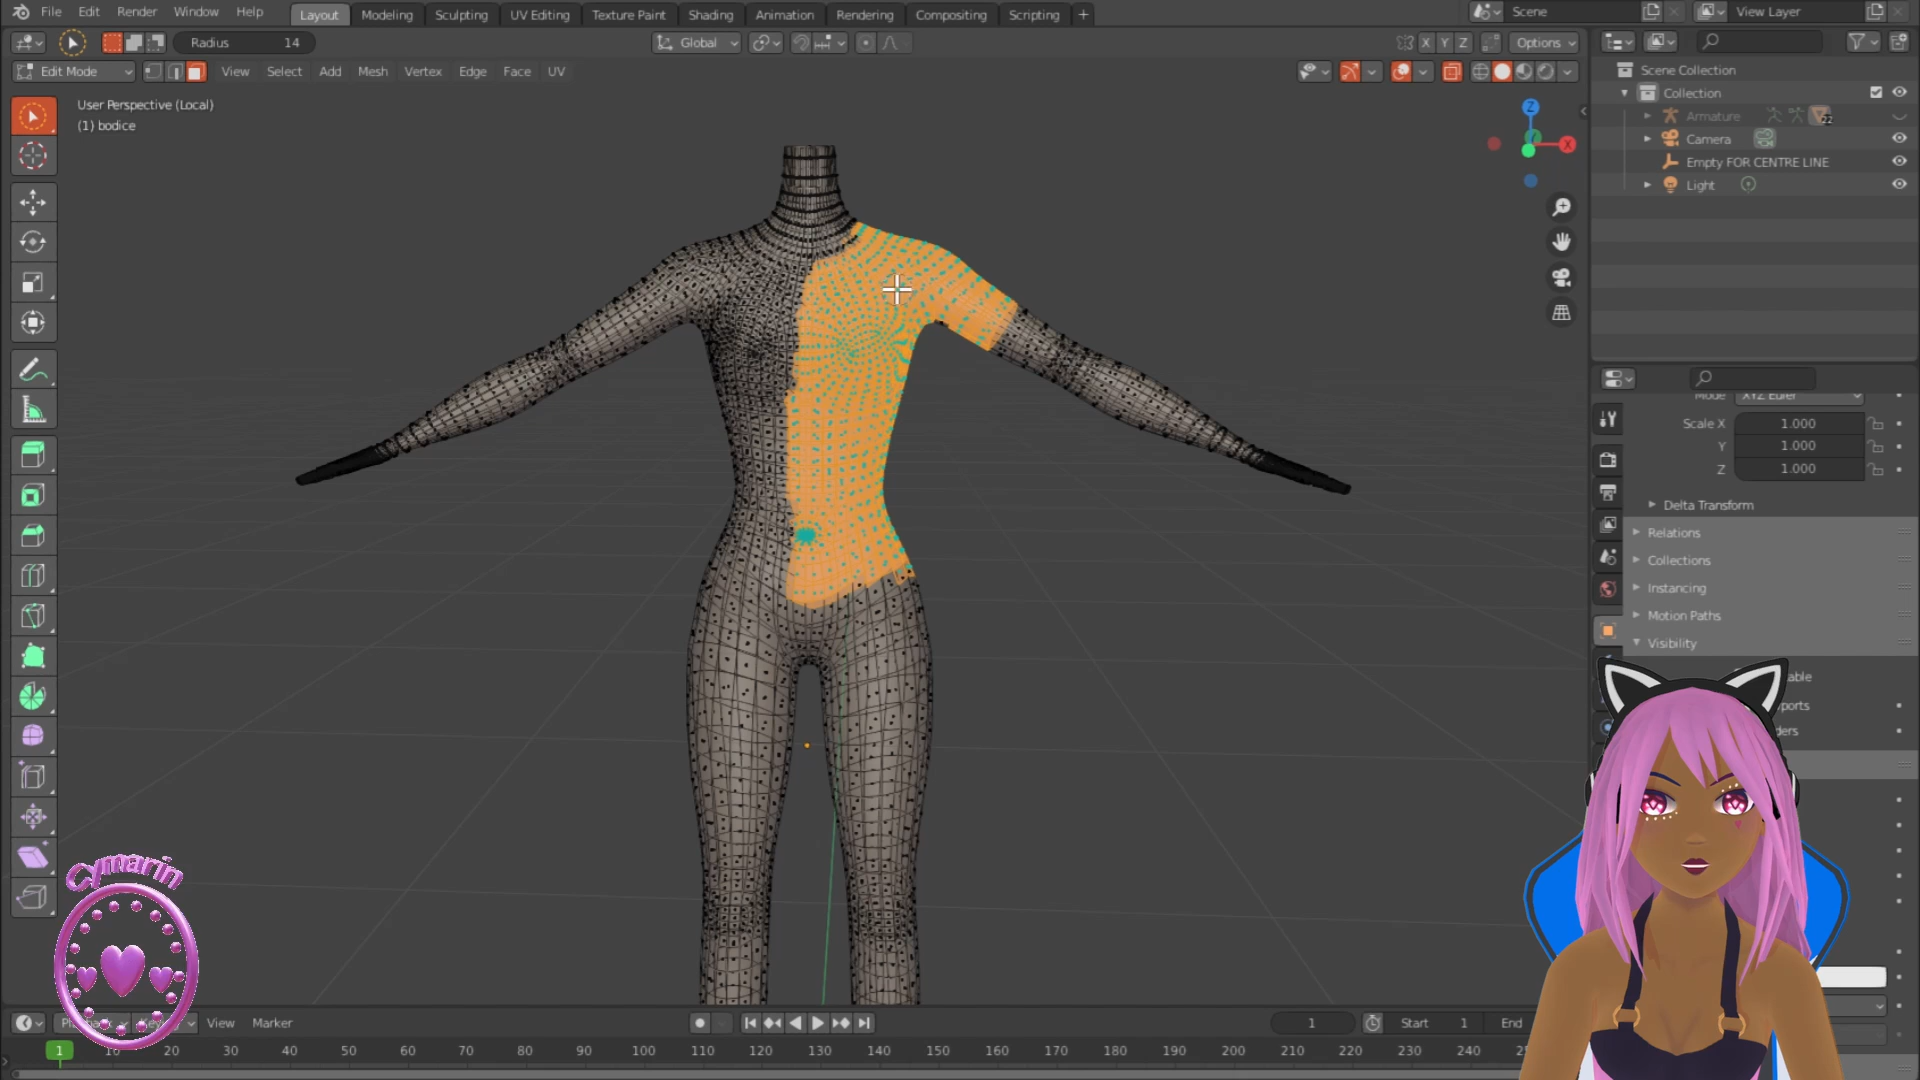 File Edit Render Window Help Layout Modeling Sculpting UV Editing Texture Paint Shading Animation Rendering Compositing Scripting + Scene View Layer
Radius 14 Global X Y Z Options
Edit Mode View Select Add Mesh Vertex Edge Face UV
User Perspective (Local)
(1) bodice
Z
X
Scene Collection
Collection
Armature 22
Camera
Empty FOR CENTRE LINE
Light
Mode XYZ Euler
Scale X 1.000
Y 1.000
Z 1.000
Delta Transform
Relations
Collections
Instancing
Motion Paths
Visibility
Cymarin
View Marker 1 Start 1 End
1 10 20 30 40 50 60 70 80 90 100 110 120 130 140 150 160 170 180 190 200 210 220 230 240